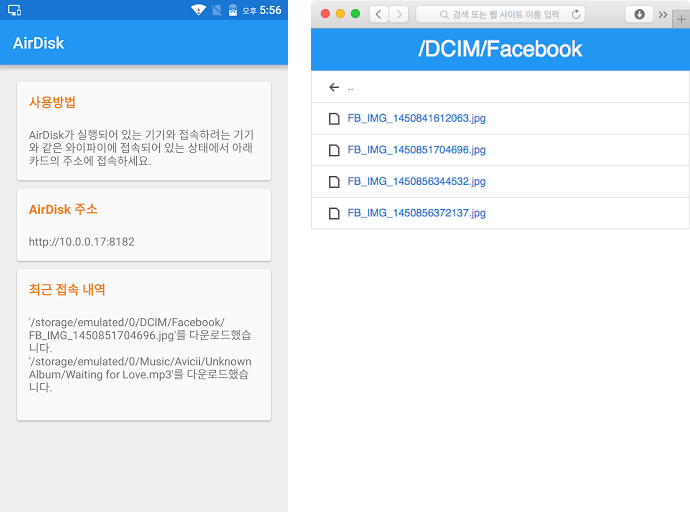 오후 5:56
AirDisk
사용방법
AirDisk가 실행되어 있는 기기와 접속하려는 기기
와 같은 와이파이에 접속되어 있는 상태에서 아래
카드의 주소에 접속하세요.
AirDisk 주소
http://10.0.0.17:8182
최근 접속 내역
'/storage/emulated/0/DCIM/Facebook/
FB_IMG_1450851704696.jpg'를 다운로드했습
니다.
'/storage/emulated/0/Music/Avicii/Unknown
Album/Waiting for Love.mp3'를 다운로드했습
니다.
검색 또는 웹 사이트 이름 입력
/DCIM/Facebook
..
FB_IMG_1450841612063.jpg
FB_IMG_1450851704696.jpg
FB_IMG_1450856344532.jpg
FB_IMG_1450856372137.jpg